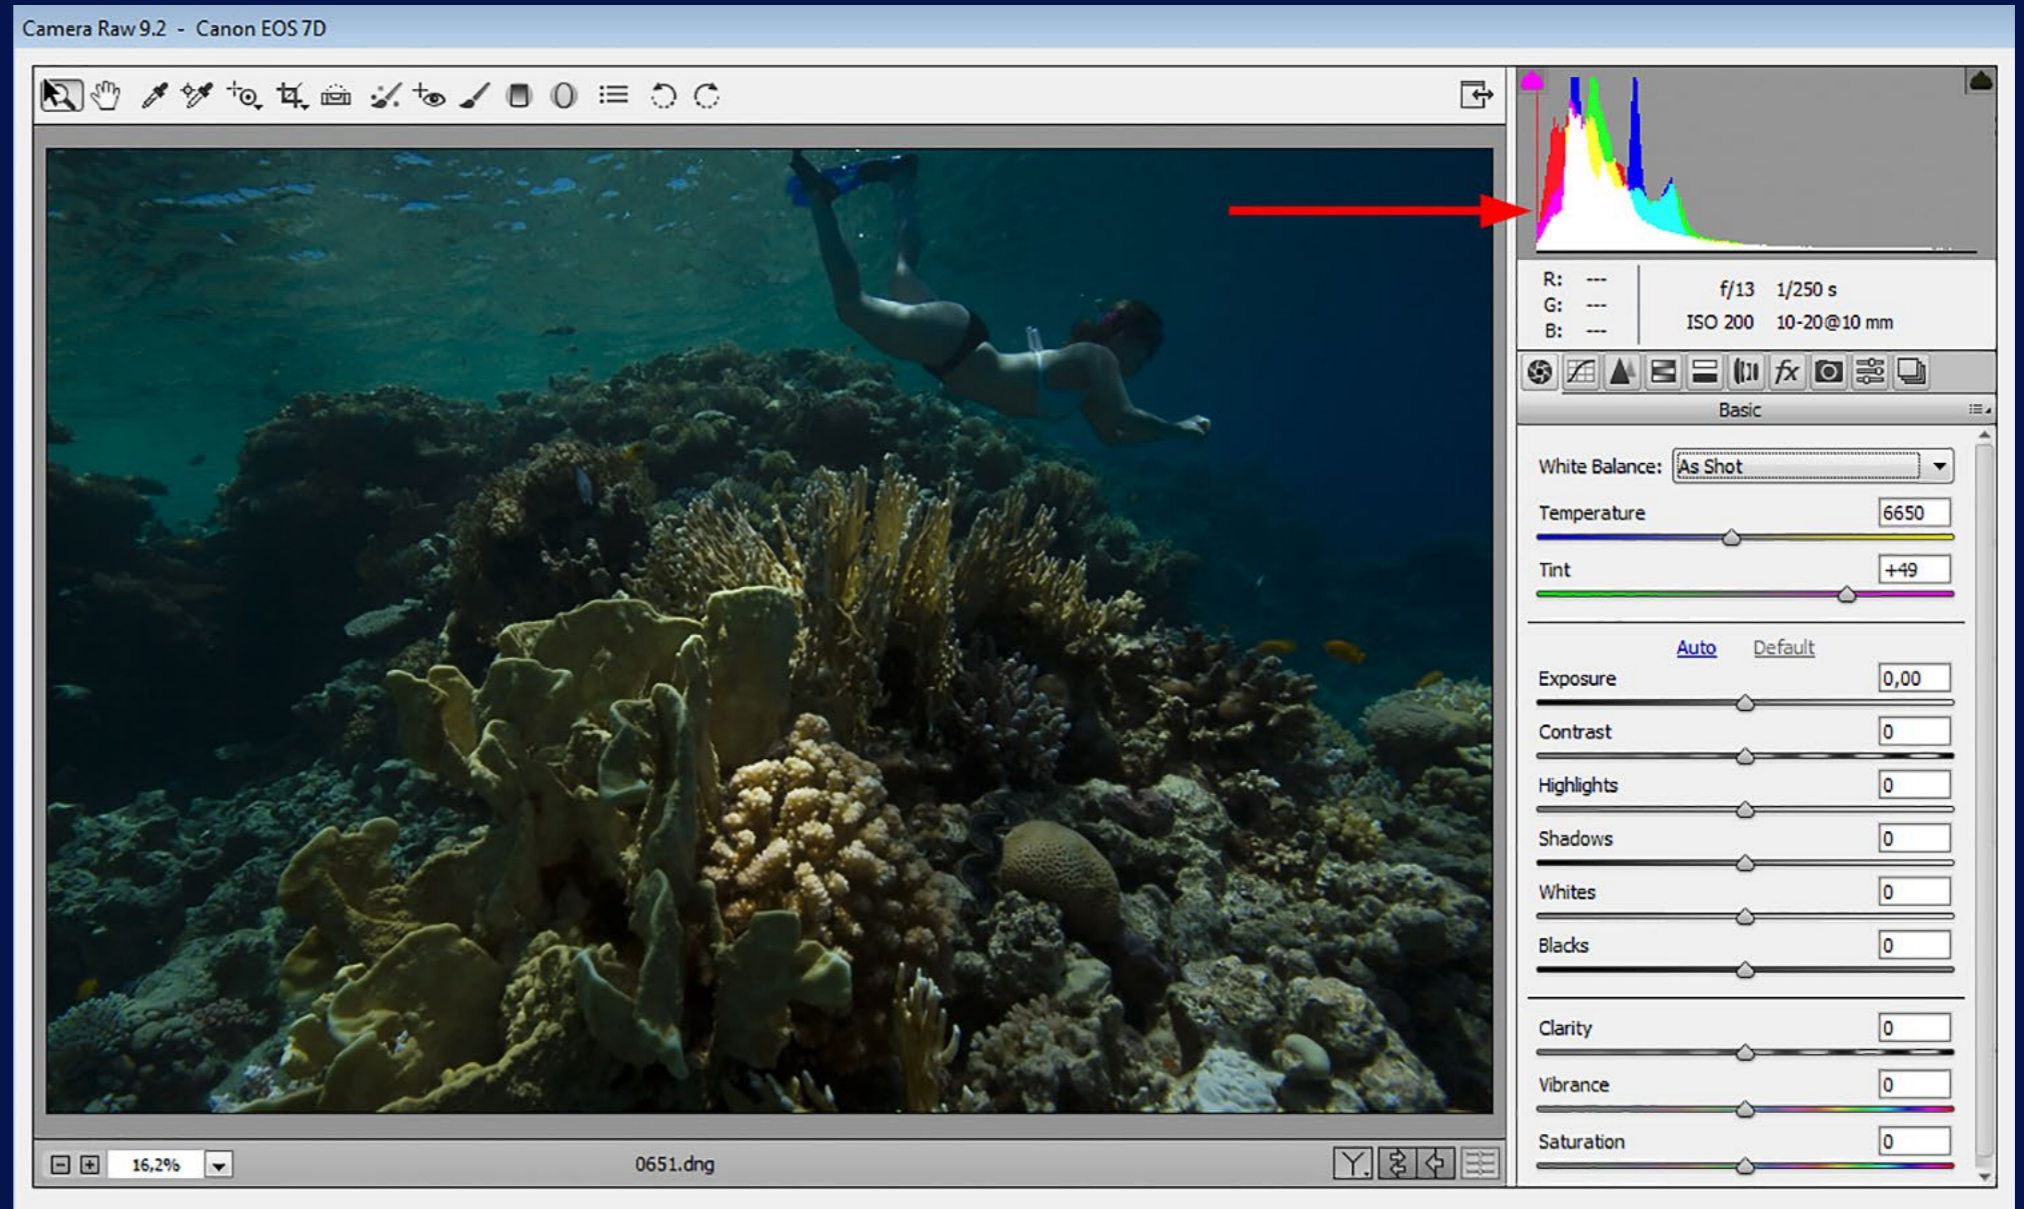 Camera Raw 9.2 - Canon EOS 7D
R: ---
G: ---
B: ---
f/13 1/250 s
ISO 200 10-20@10 mm
fx
Basic
White Balance: As Shot
Temperature 6650
Tint +49
Auto Default
Exposure 0,00
Contrast 0
Highlights 0
Shadows 0
Whites 0
Blacks 0
Clarity 0
Vibrance 0
Saturation 0
16,2% 0651.dng Y